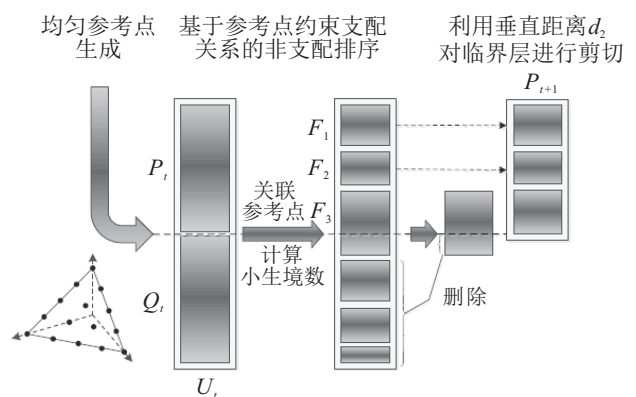 均匀参考点
生成
基于参考点约束支配
关系的非支配排序
利用垂直距离d₂
对临界层进行剪切
Pₜ₊₁
F₁
F₂
F₃
Pₜ
关联
参考点
计算
小生境数
Qₜ
删除
Uₜ